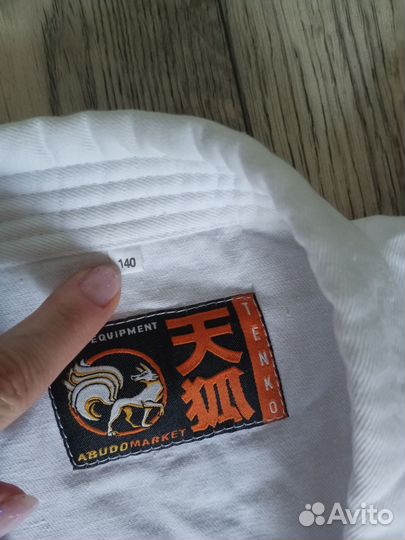 140
EQUIPMENT
天狐
TENKO
ABUDOMARKET
Avito